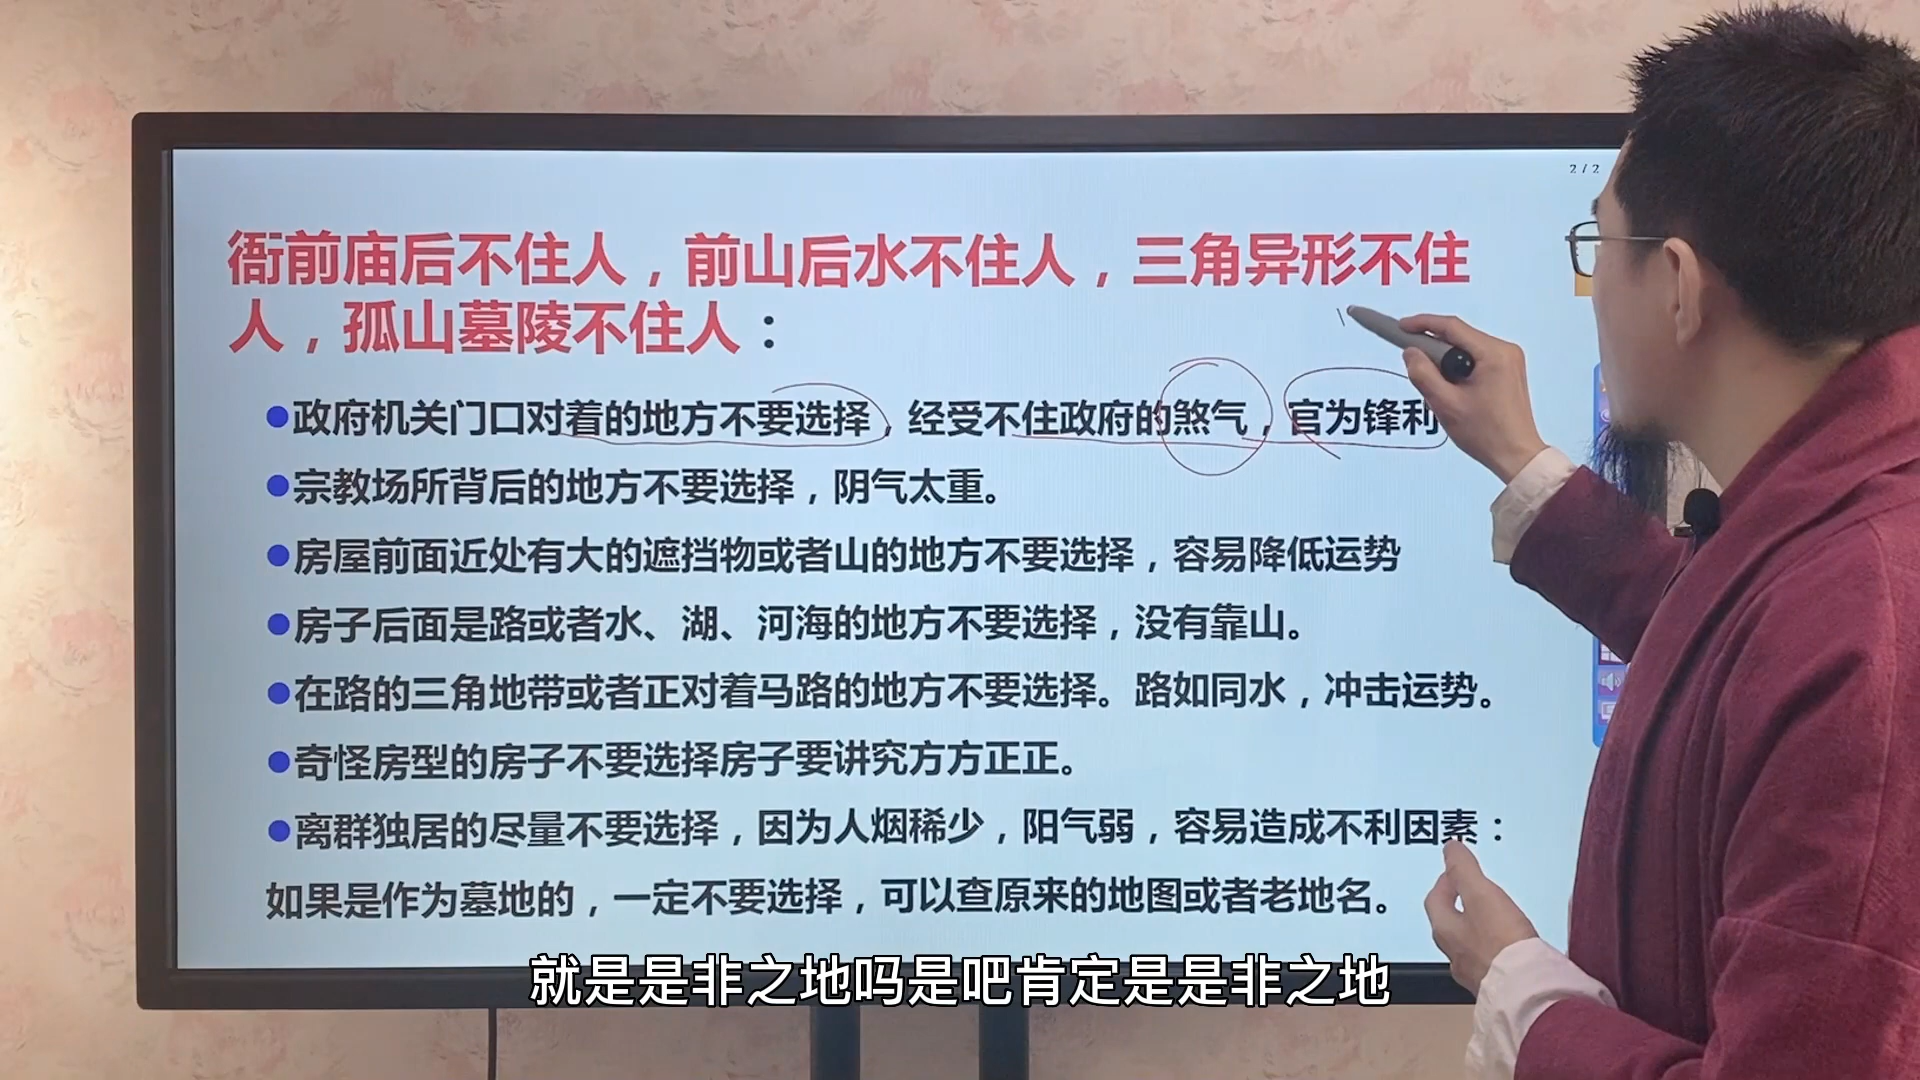 2/2
衙前庙后不住人，前山后水不住人，三角异形不住
人，孤山墓陵不住人：
●政府机关门口对着的地方不要选择，经受不住政府的煞气，官为锋利
●宗教场所背后的地方不要选择，阴气太重。
●房屋前面近处有大的遮挡物或者山的地方不要选择，容易降低运势
●房子后面是路或者水、湖、河海的地方不要选择，没有靠山。
●在路的三角地带或者正对着马路的地方不要选择。路如同水，冲击运势。
●奇怪房型的房子不要选择房子要讲究方方正正。
●离群独居的尽量不要选择，因为人烟稀少，阳气弱，容易造成不利因素：
如果是作为墓地的，一定不要选择，可以查原来的地图或者老地名。
就是是非之地吗是吧肯定是是非之地